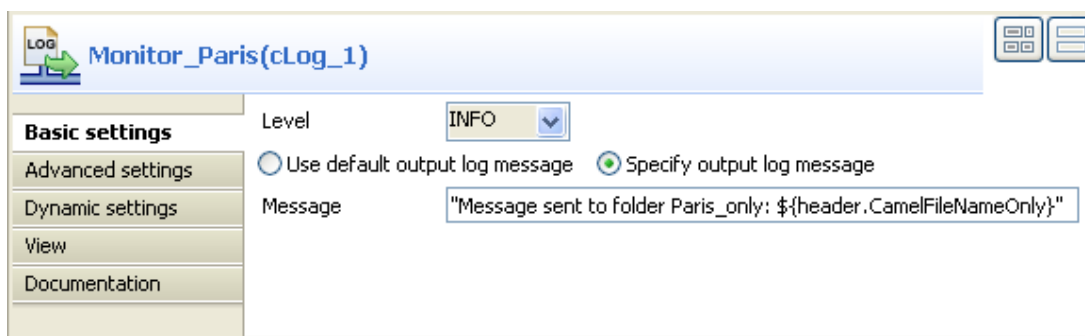 LOG
Monitor_Paris(cLog_1)
Basic settings
Advanced settings
Dynamic settings
View
Documentation
Level INFO
Use default output log message Specify output log message
Message "Message sent to folder Paris_only: ${header.CamelFileNameOnly}"